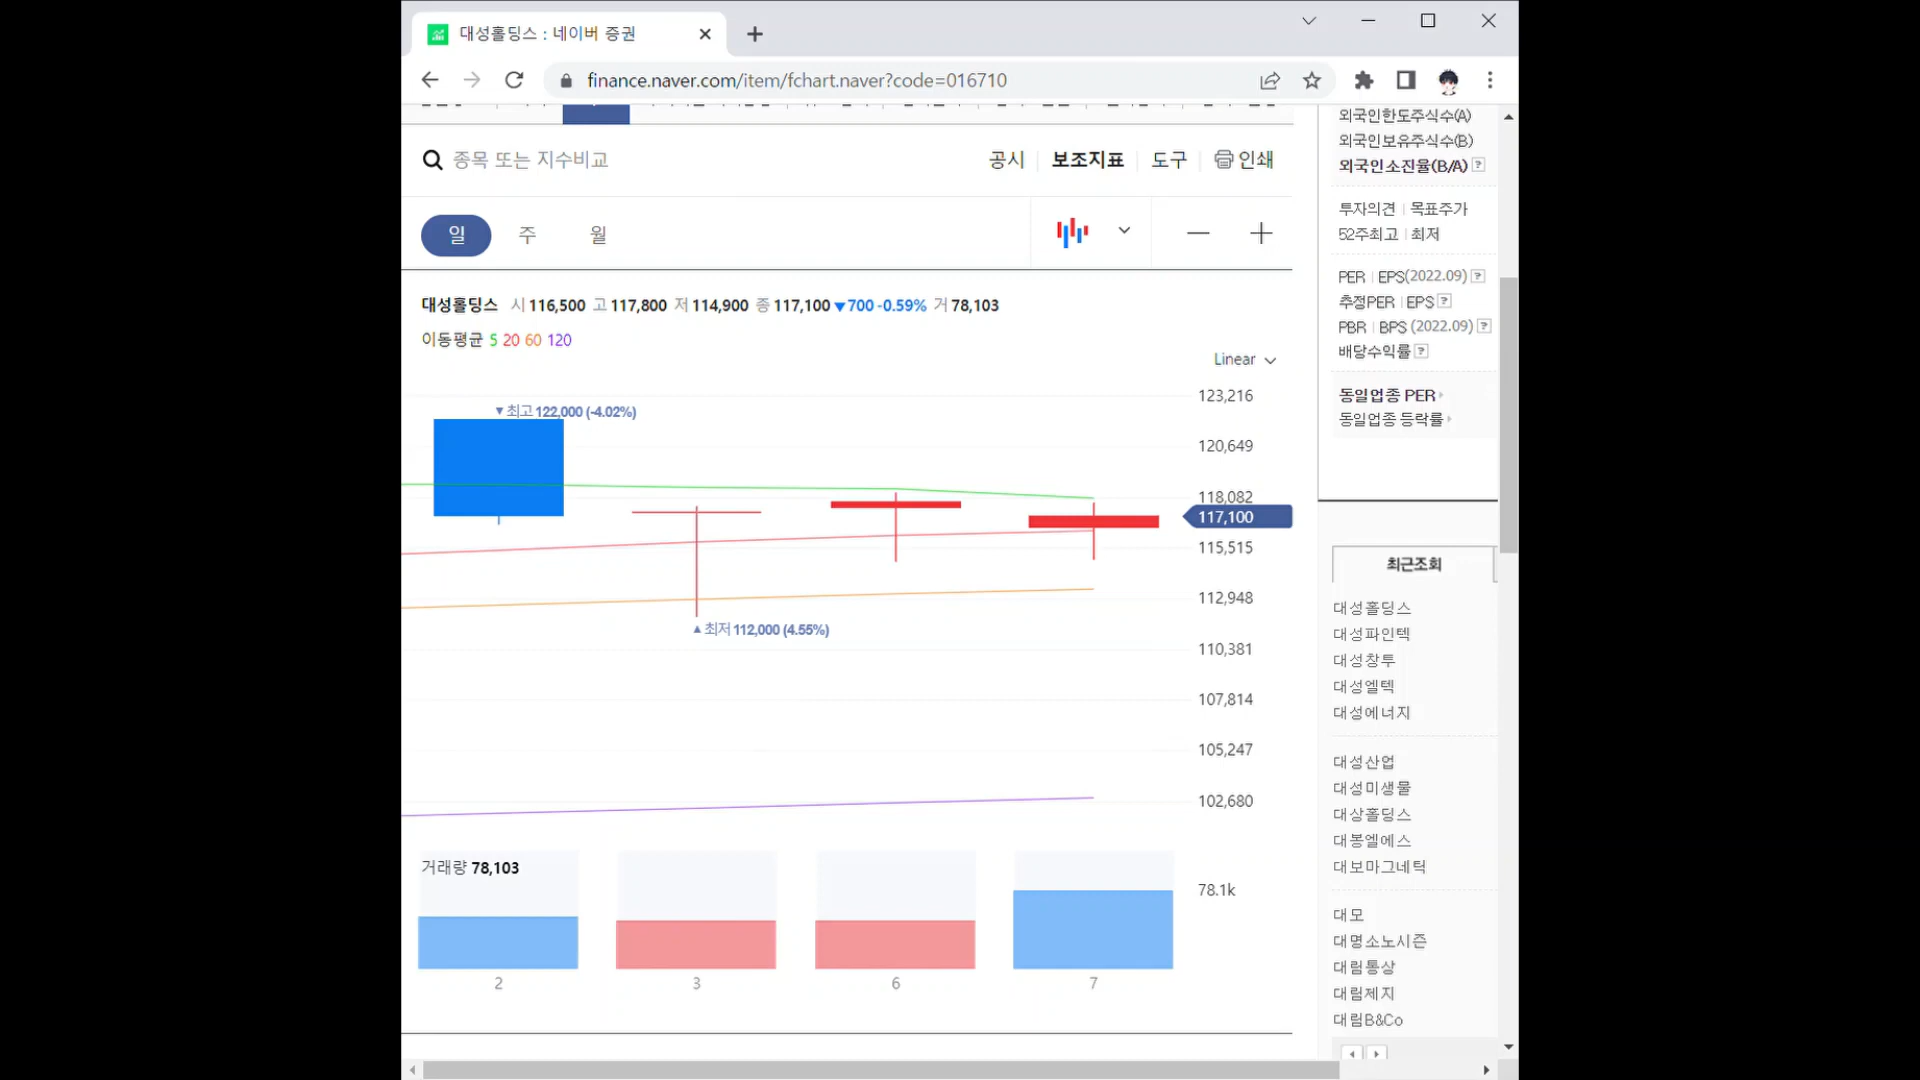 대성홀딩스 : 네이버 증권
finance.naver.com/item/fchart.naver?code=016710
종목 또는 지수비교
공시 보조지표 도구 인쇄
일 주 월
대성홀딩스 시 116,500 고 117,800 저 114,900 종 117,100 ▼700 -0.59% 거 78,103
이동평균 5 20 60 120
Linear
▼최고 122,000 (-4.02%)
▲최저 112,000 (4.55%)
123,216
120,649
118,082
117,100
115,515
112,948
110,381
107,814
105,247
102,680
거래량 78,103
78.1k
2 3 6 7
외국인한도주식수(A)
외국인보유주식수(B)
외국인소진율(B/A) ?
투자의견 | 목표주가
52주최고 | 최저
PER | EPS(2022.09) ?
추정PER | EPS ?
PBR | BPS (2022.09) ?
배당수익률 ?
동일업종 PER
동일업종 등락률
최근조회
대성홀딩스
대성파인텍
대성창투
대성엘텍
대성에너지
대성산업
대성미생물
대상홀딩스
대봉엘에스
대보마그네틱
대모
대명소노시즌
대림통상
대림제지
대림B&Co